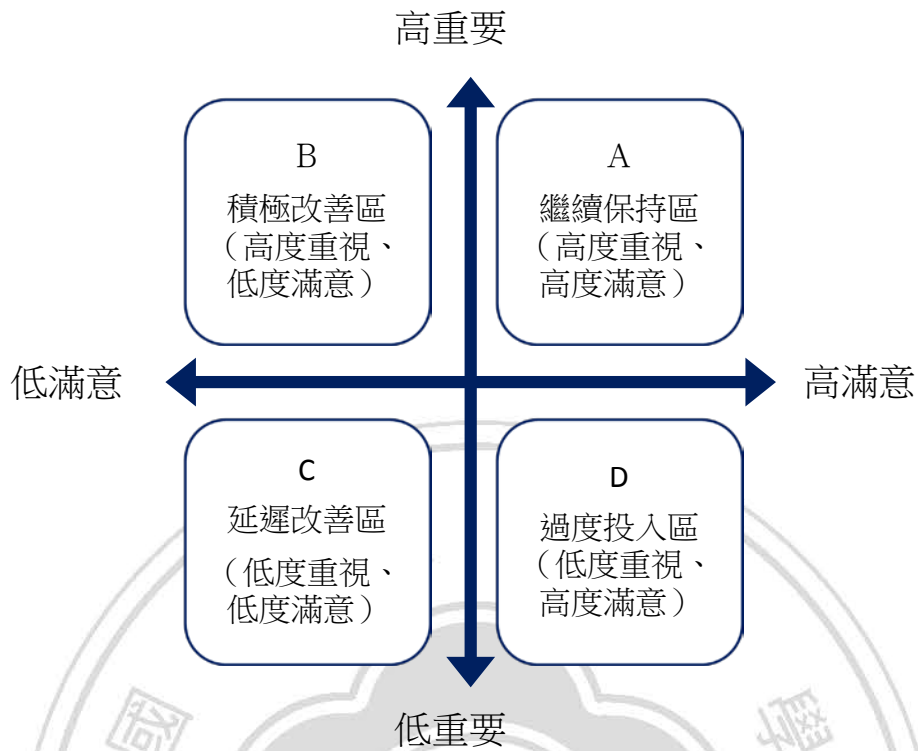 高重要
B
積極改善區
（高度重視、
低度滿意）
A
繼續保持區
（高度重視、
高度滿意）
低滿意
高滿意
C
延遲改善區
（低度重視、
低度滿意）
D
過度投入區
（低度重視、
高度滿意）
低重要
國
學